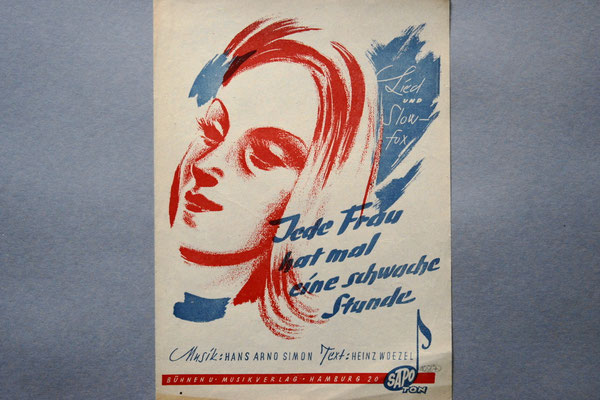 Lied
UND
Slow-
fox
Jede Frau
hat mal
eine schwache
Stunde
Musik: HANS ARNO SIMON Text: HEINZ WOEZEL
BÜHNEN U. MUSIKVERLAG • HAMBURG 20
SAPO
TON